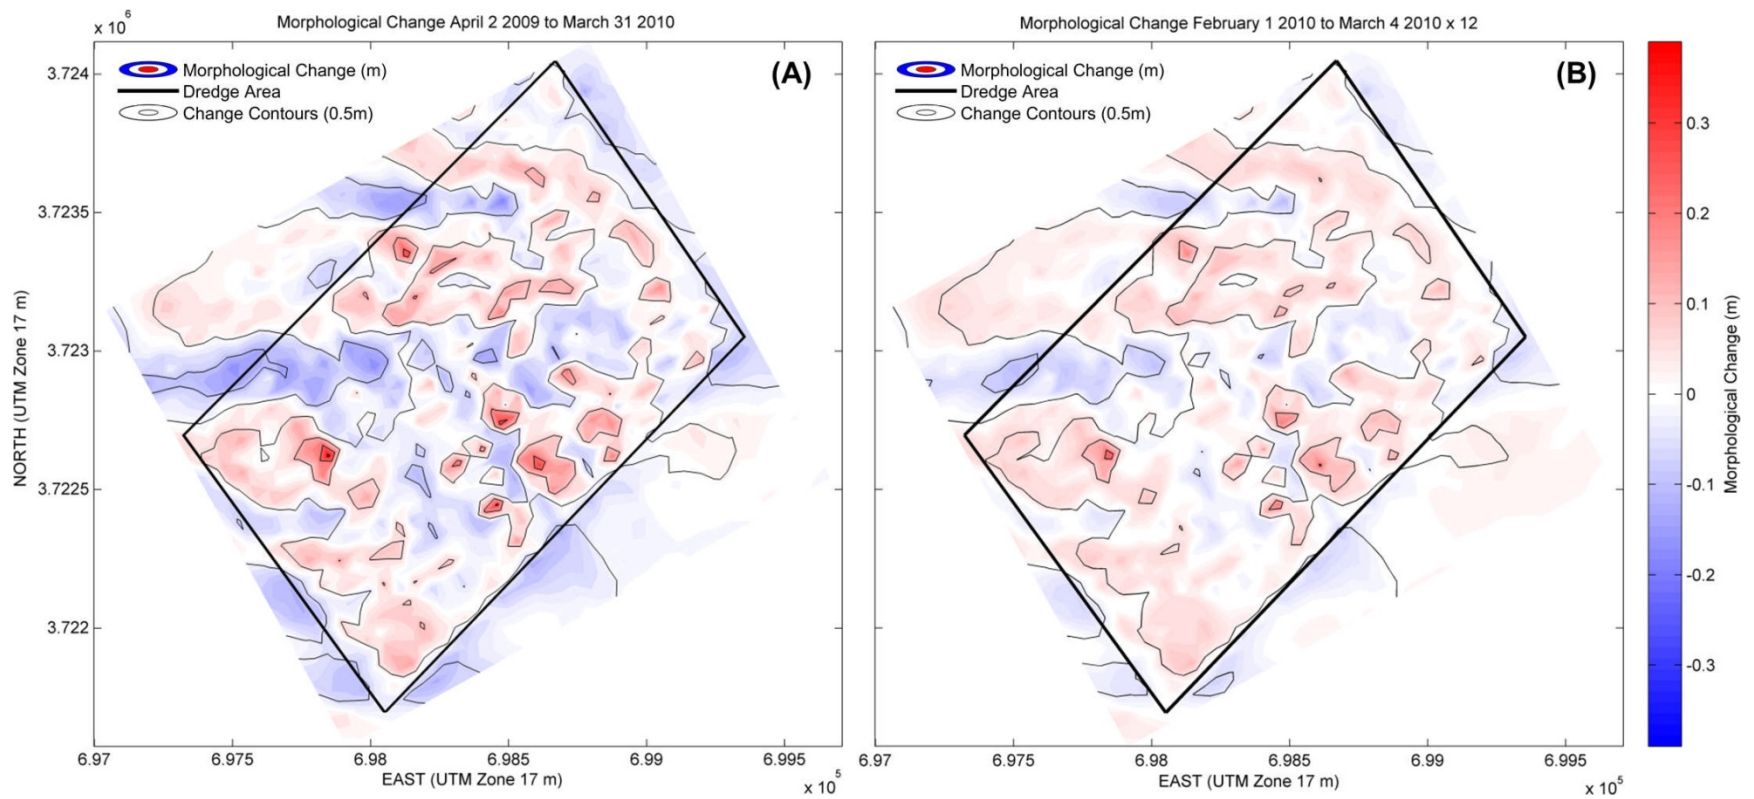 Morphological Change April 2 2009 to March 31 2010
x 10^6
Morphological Change (m)
Dredge Area
Change Contours (0.5m)
(A)
3.724
3.7235
3.723
3.7225
3.722
NORTH (UTM Zone 17 m)
6.97
6.975
6.98
6.985
6.99
6.995
EAST (UTM Zone 17 m)
x 10^5
Morphological Change February 1 2010 to March 4 2010 x 12
Morphological Change (m)
Dredge Area
Change Contours (0.5m)
(B)
6.97
6.975
6.98
6.985
6.99
6.995
EAST (UTM Zone 17 m)
x 10^5
0.3
0.2
0.1
0
-0.1
-0.2
-0.3
Morphological Change (m)